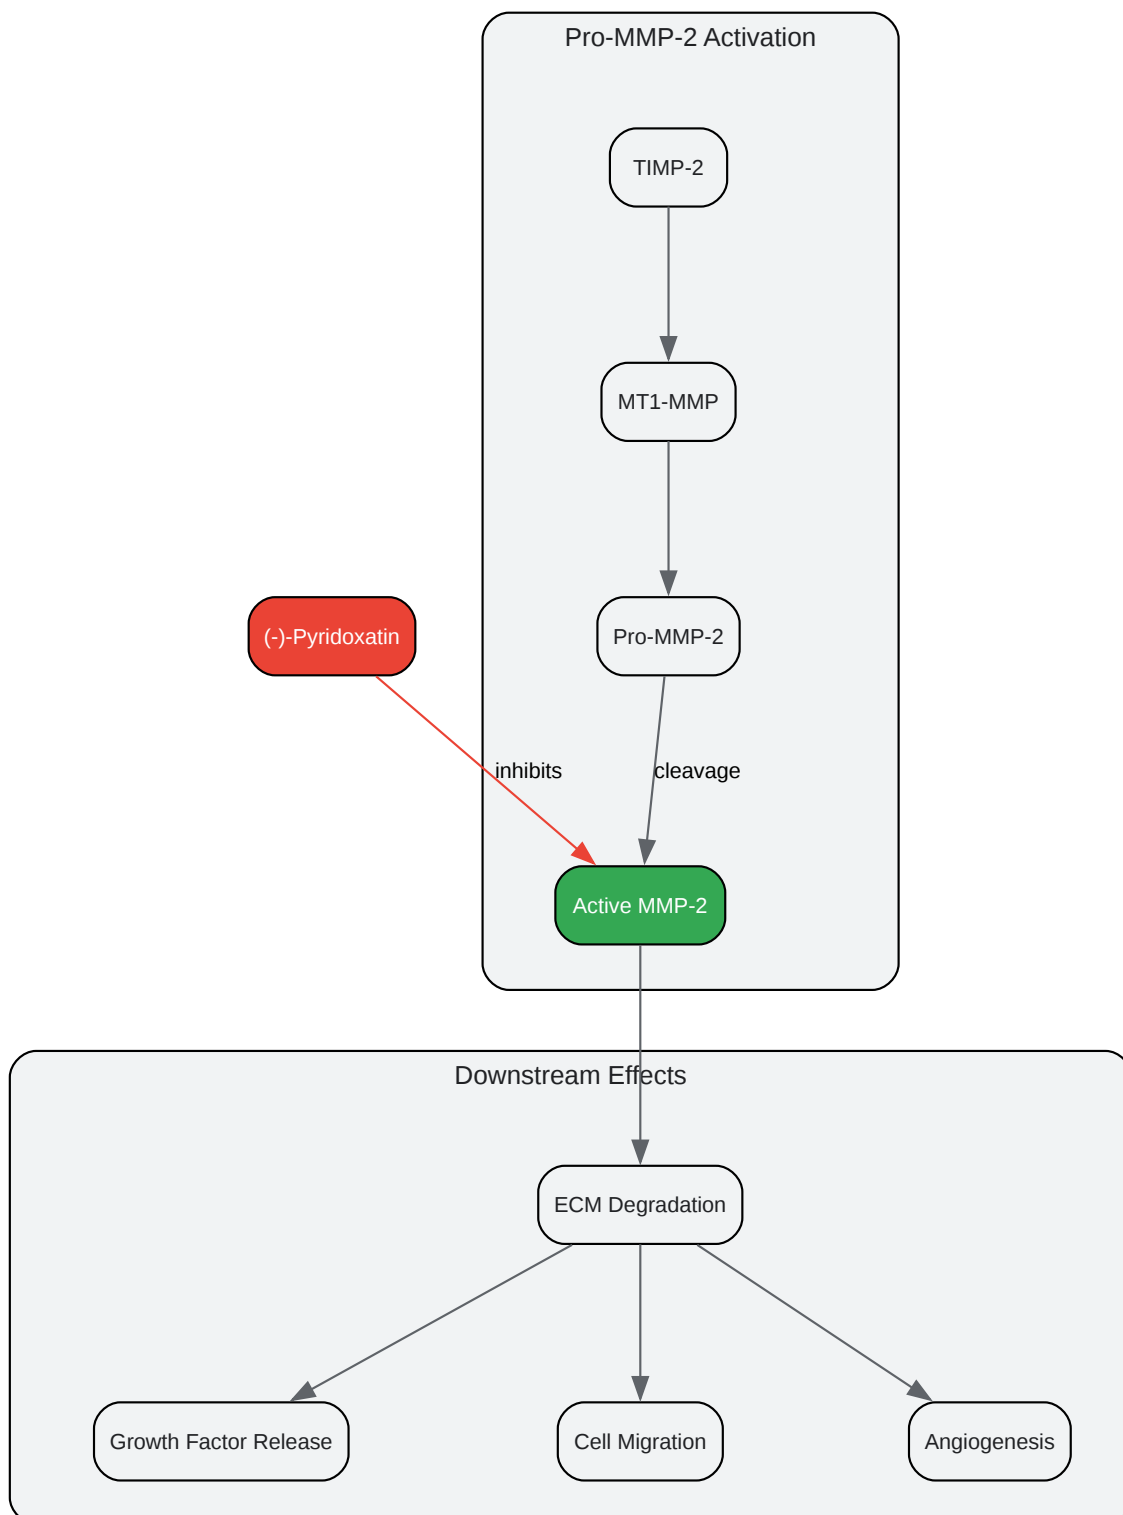 Pro-MMP-2 Activation
TIMP-2
MT1-MMP
(-)-Pyridoxatin
Pro-MMP-2
inhibits
cleavage
Active MMP-2
Downstream Effects
ECM Degradation
Growth Factor Release
Cell Migration
Angiogenesis